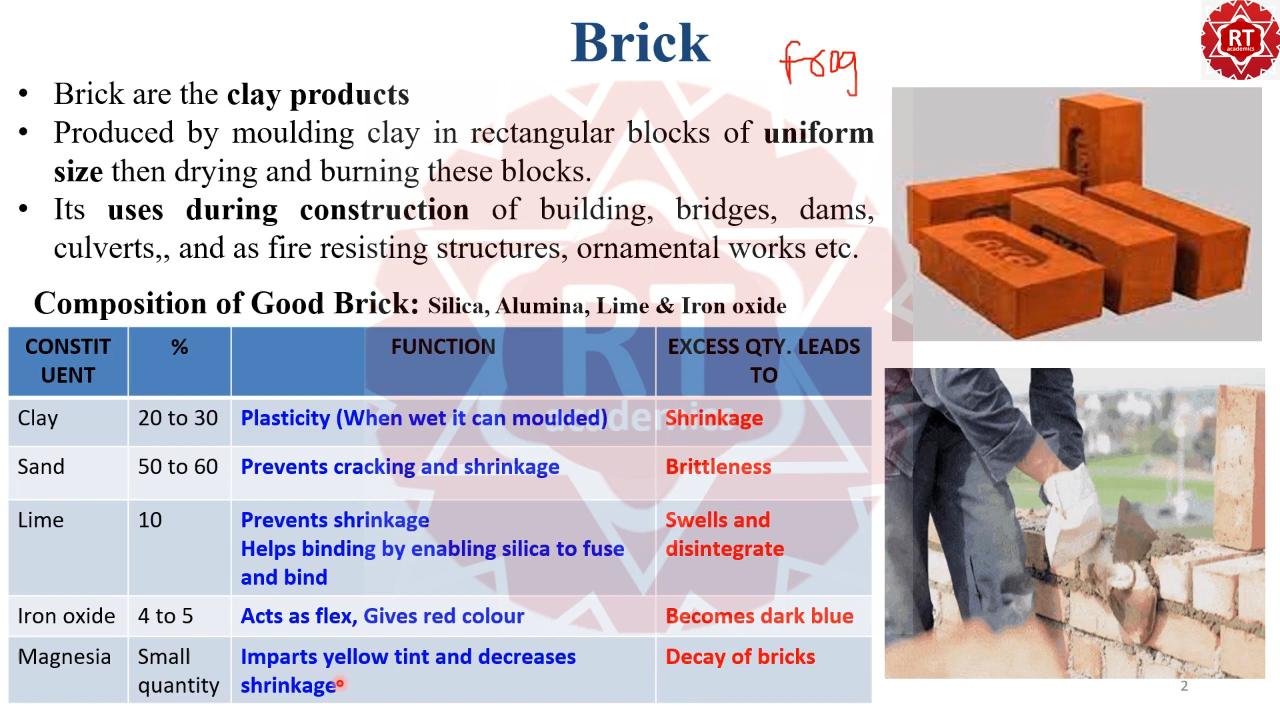 Brick
frog
RT
academics
• Brick are the clay products
• Produced by moulding clay in rectangular blocks of uniform
size then drying and burning these blocks.
• Its uses during construction of building, bridges, dams,
culverts,, and as fire resisting structures, ornamental works etc.
Composition of Good Brick: Silica, Alumina, Lime & Iron oxide
CONSTIT
UENT
%
FUNCTION
EXCESS QTY. LEADS
TO
Clay
20 to 30
Plasticity (When wet it can moulded)
Shrinkage
Sand
50 to 60
Prevents cracking and shrinkage
Brittleness
Lime
10
Prevents shrinkage
Helps binding by enabling silica to fuse
and bind
Swells and
disintegrate
Iron oxide
4 to 5
Acts as flex, Gives red colour
Becomes dark blue
Magnesia
Small
quantity
Imparts yellow tint and decreases
shrinkage
Decay of bricks
RT
academics
2